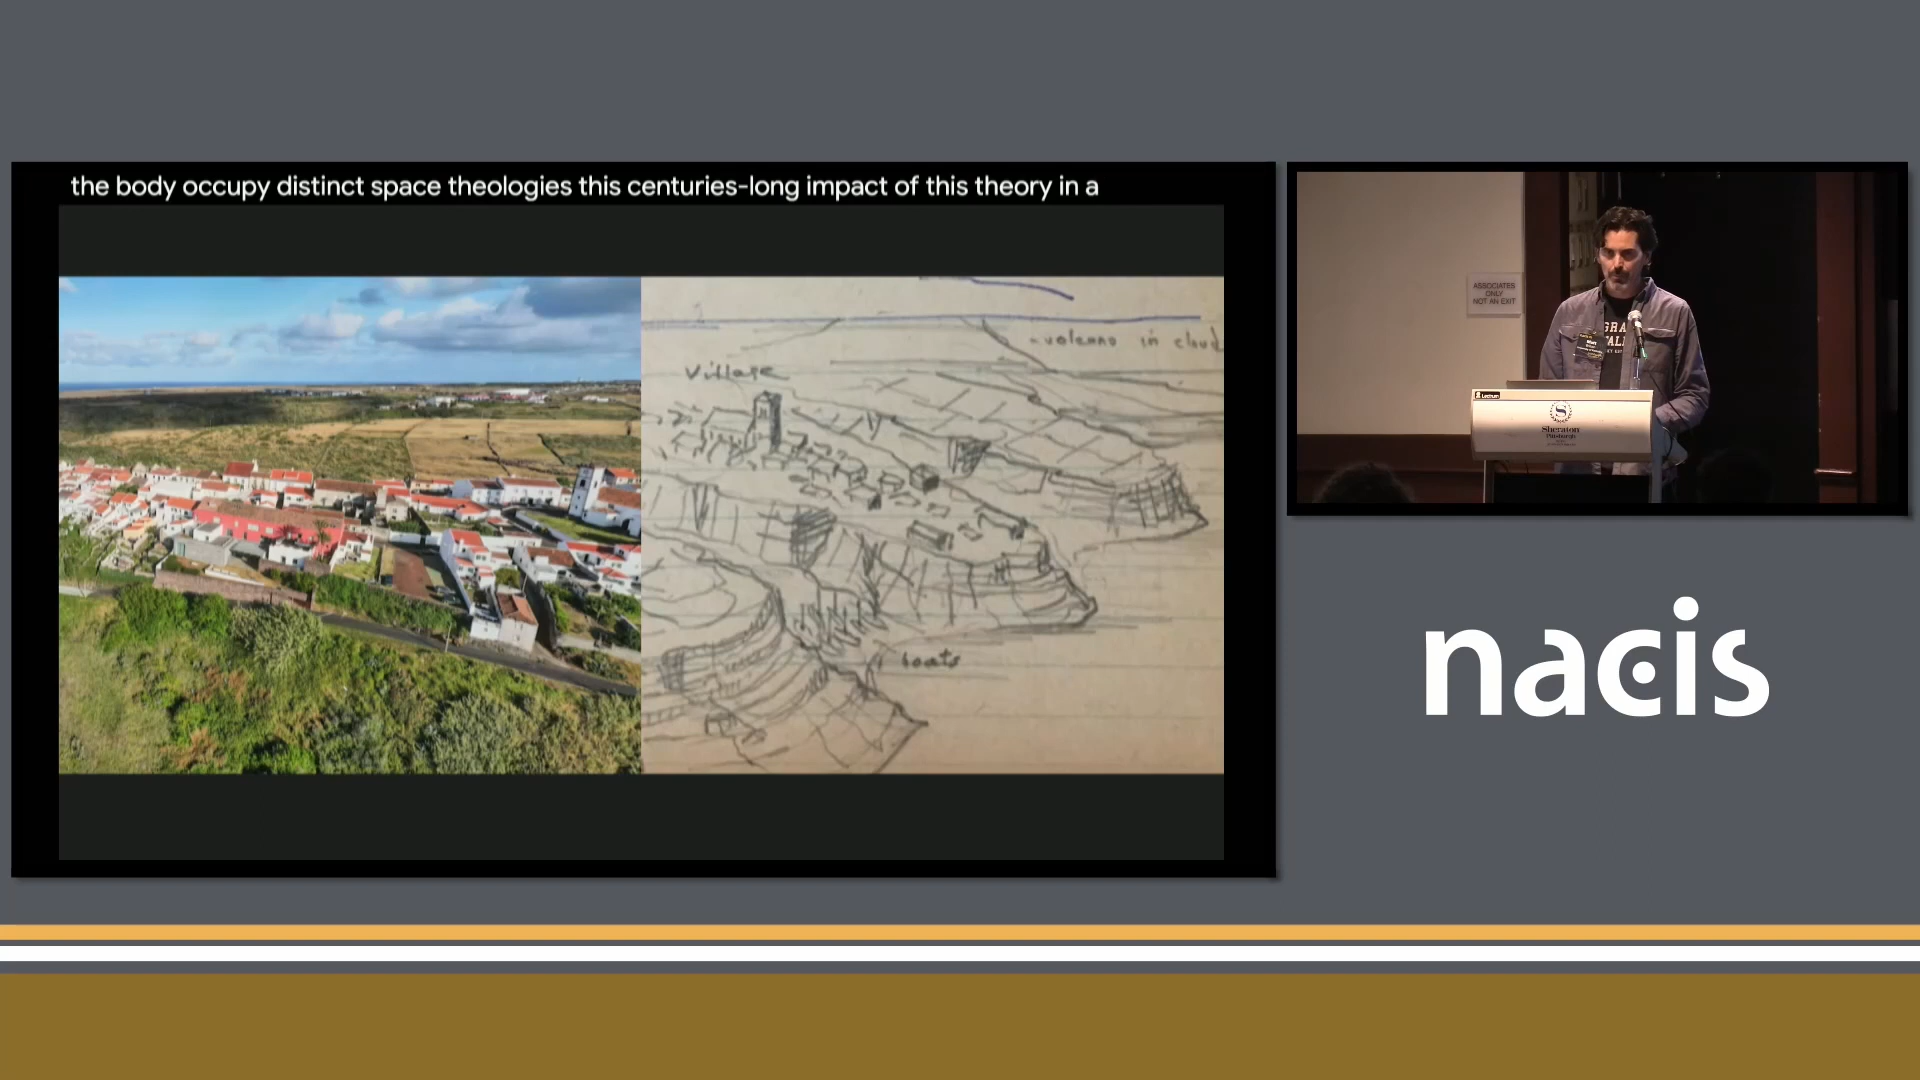 the body occupy distinct space theologies this centuries-long impact of this theory in a
- volcano in cloud
Village
boats
ASSOCIATES
ONLY
NOT AN EXIT
Sheraton
Pittsburgh
nacis